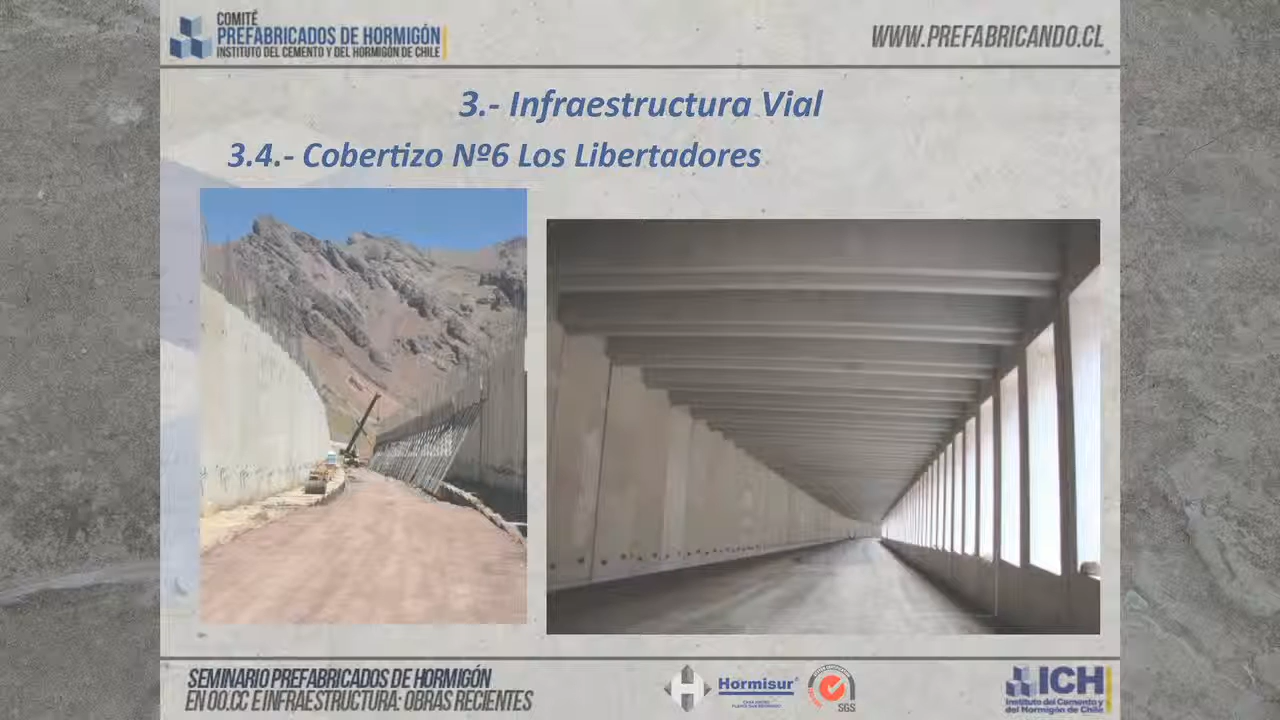 COMITÉ
PREFABRICADOS DE HORMIGÓN
INSTITUTO DEL CEMENTO Y DEL HORMIGÓN DE CHILE
WWW.PREFABRICANDO.CL
3.- Infraestructura Vial
3.4.- Cobertizo Nº6 Los Libertadores
SEMINARIO PREFABRICADOS DE HORMIGÓN
EN OO.CC E INFRAESTRUCTURA: OBRAS RECIENTES
Hormisur
SGS
ICH
Instituto del Cemento y
del Hormigón de Chile